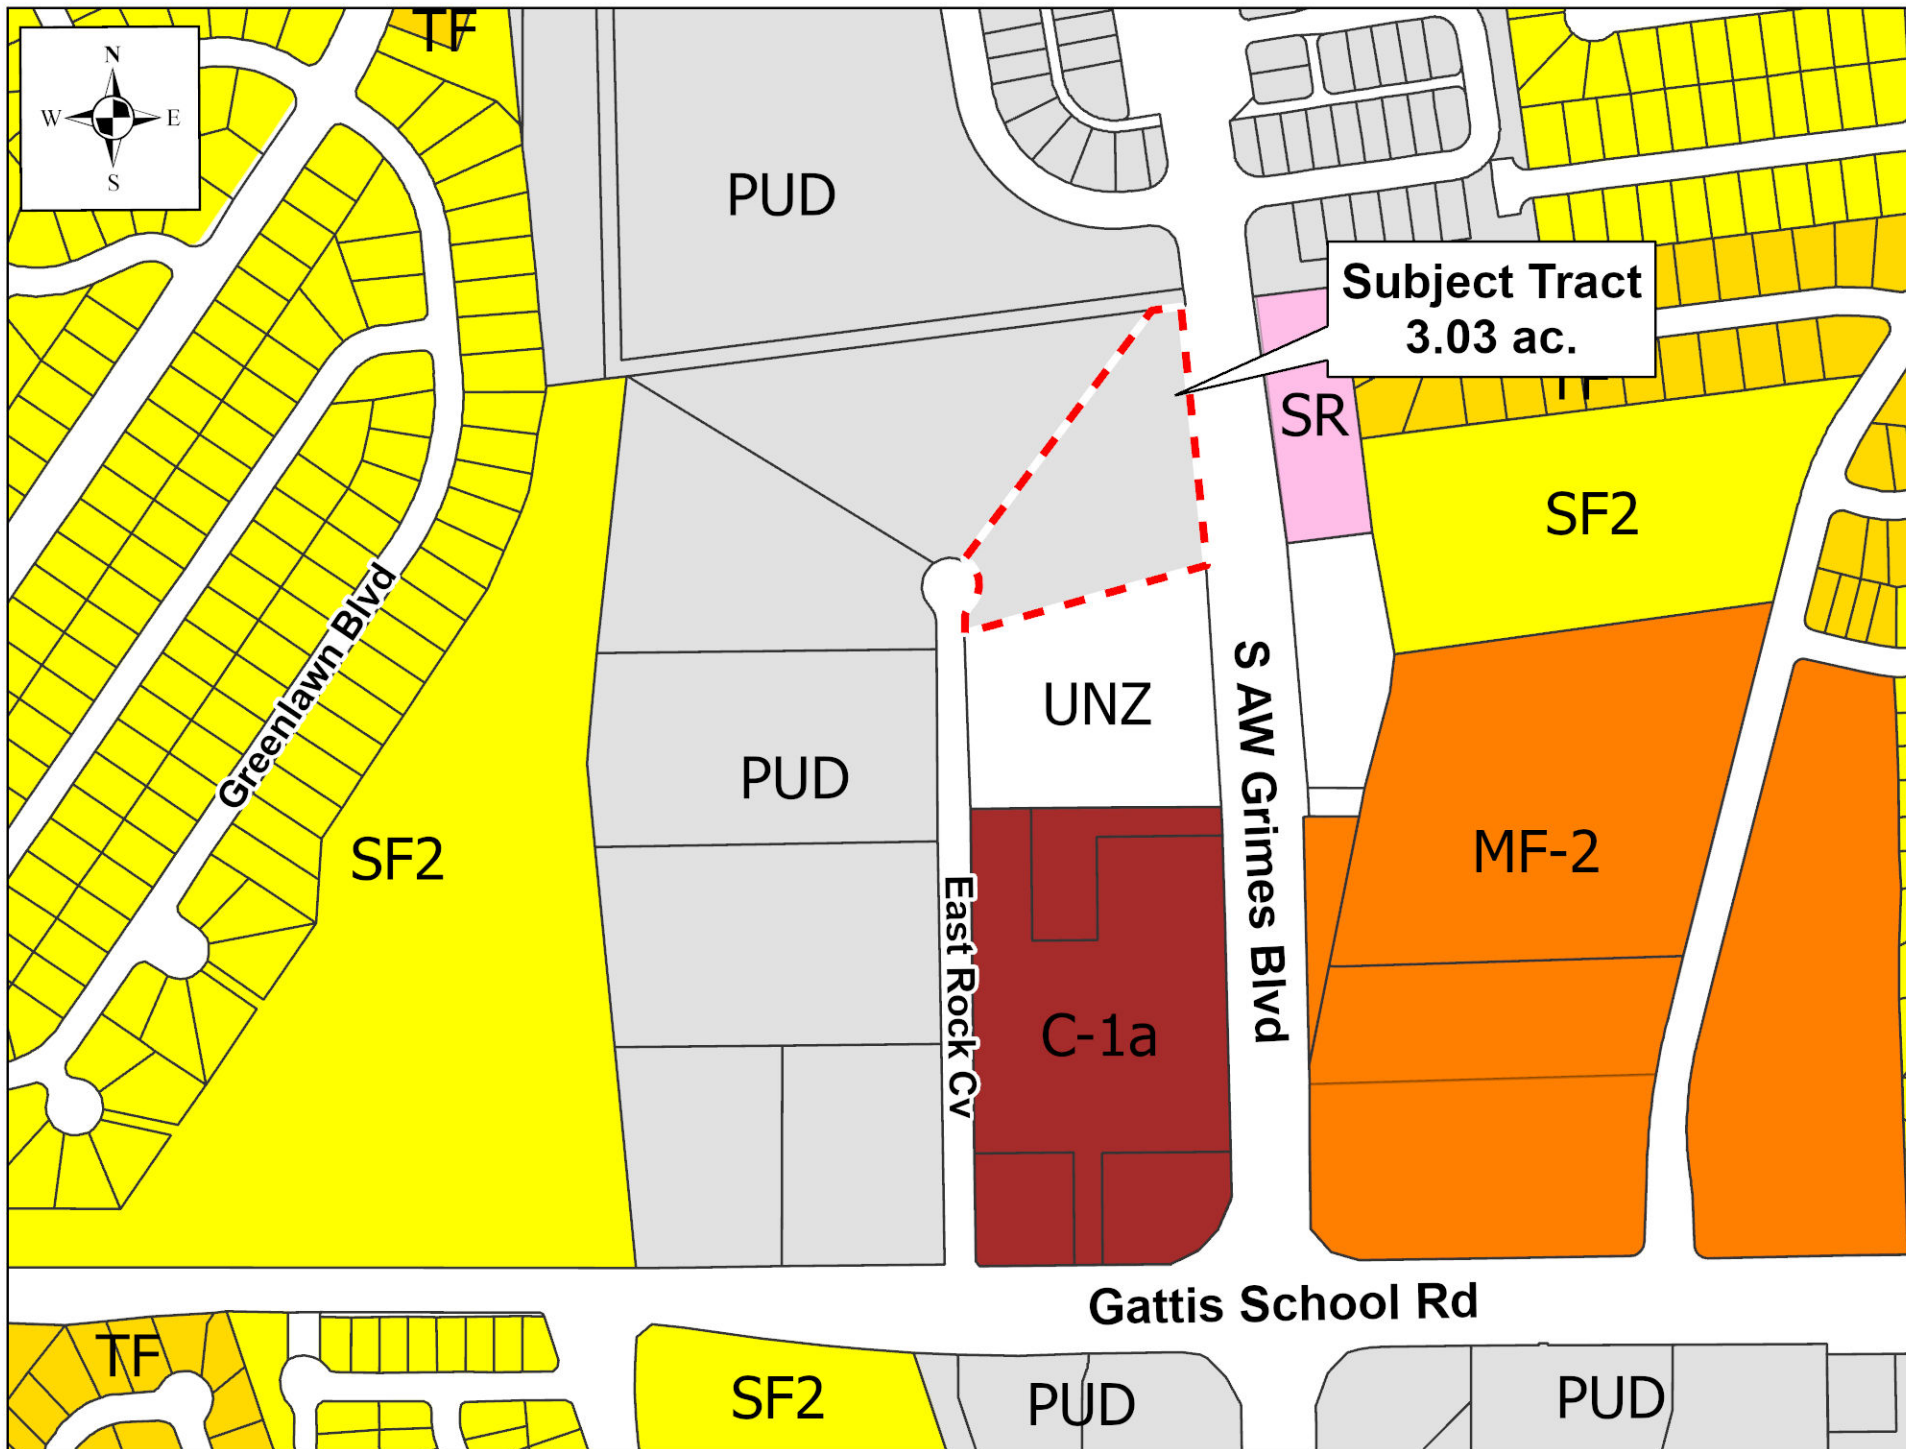 TF
N
W E
S
PUD
Subject Tract
3.03 ac.
TF
SR
SF2
Greenlawn Blvd
UNZ
S AW Grimes Blvd
PUD
SF2
MF-2
East Rock Cv
C-1a
Gattis School Rd
TF
SF2
PUD
PUD